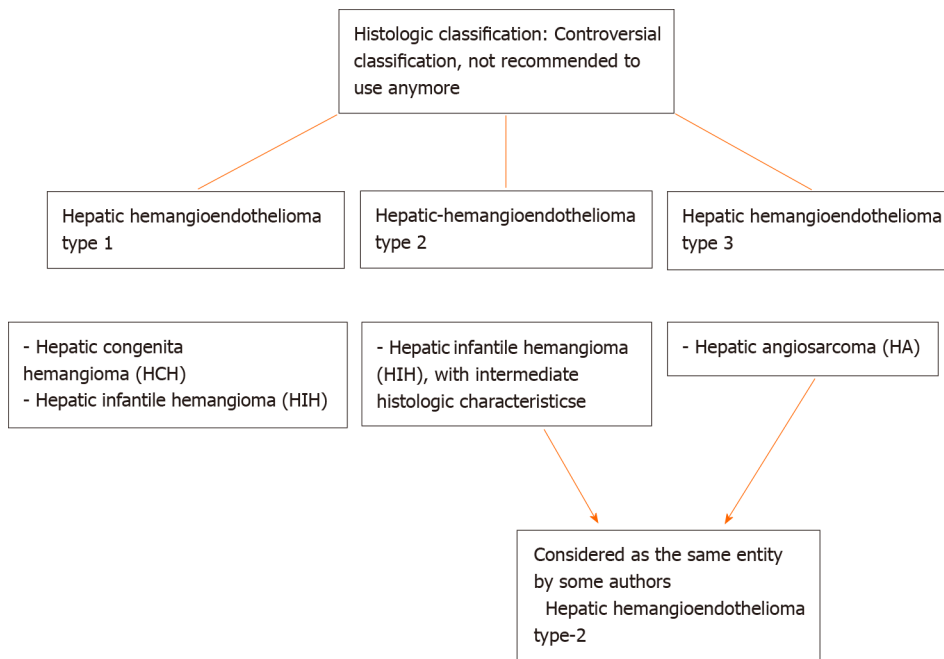 Histologic classification: Controversial
classification, not recommended to
use anymore
Hepatic hemangioendothelioma
type 1
Hepatic-hemangioendothelioma
type 2
Hepatic hemangioendothelioma
type 3
- Hepatic congenita
hemangioma (HCH)
- Hepatic infantile hemangioma (HIH)
- Hepatic infantile hemangioma
(HIH), with intermediate
histologic characteristicse
- Hepatic angiosarcoma (HA)
Considered as the same entity
by some authors
Hepatic hemangioendothelioma
type-2